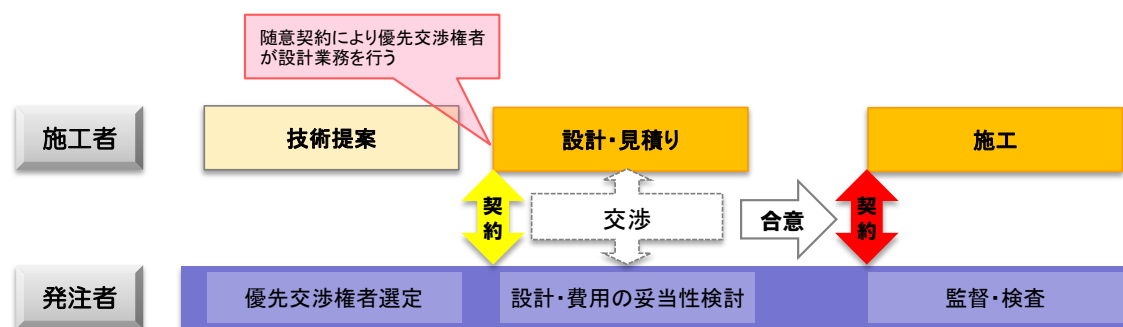 随意契約により優先交渉権者
が設計業務を行う
施工者
技術提案
設計・見積り
施工
契約
交渉
合意
契約
発注者
優先交渉権者選定
設計・費用の妥当性検討
監督・検査